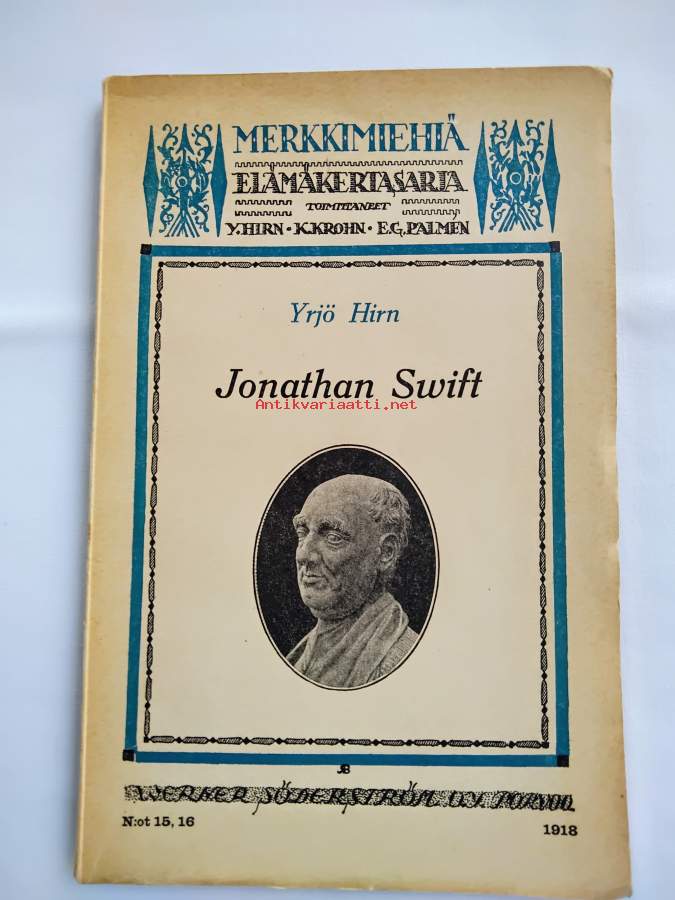 MERKKIMIEHIÄ
ELÄMÄKERTASARJA
TOIMITTANEET
Y. HIRN • K. KROHN • E. G. PALMÉN
Yrjö Hirn
Jonathan Swift
Antikvariaatti.net
JB
WERNER SÖDERSTRÖM O.Y. PORVOO
N:ot 15, 16
1918